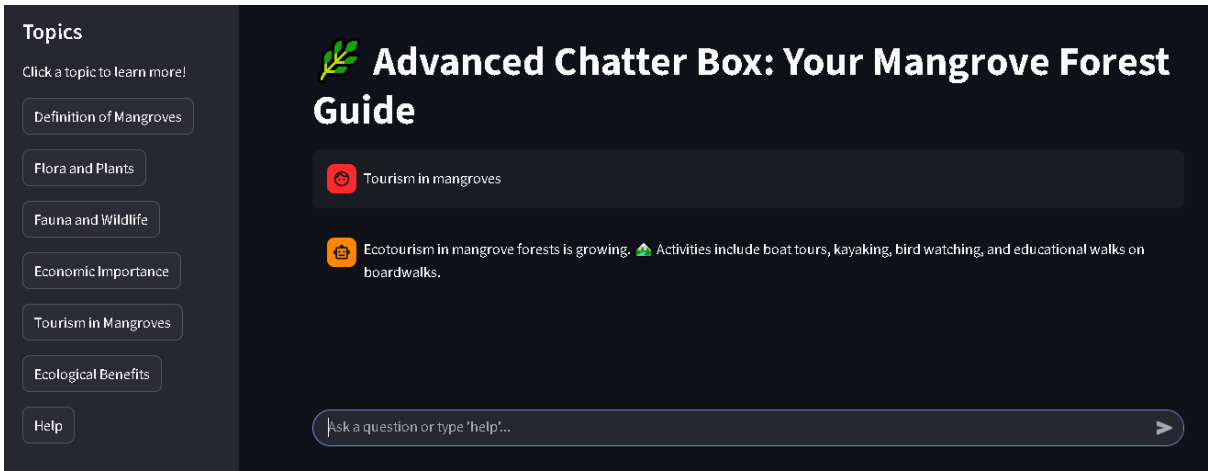 Topics
Click a topic to learn more!
Definition of Mangroves
Flora and Plants
Fauna and Wildlife
Economic Importance
Tourism in Mangroves
Ecological Benefits
Help
🌿 Advanced Chatter Box: Your Mangrove Forest
Guide
Tourism in mangroves
Ecotourism in mangrove forests is growing. 🏞️ Activities include boat tours, kayaking, bird watching, and educational walks on
boardwalks.
Ask a question or type 'help'...